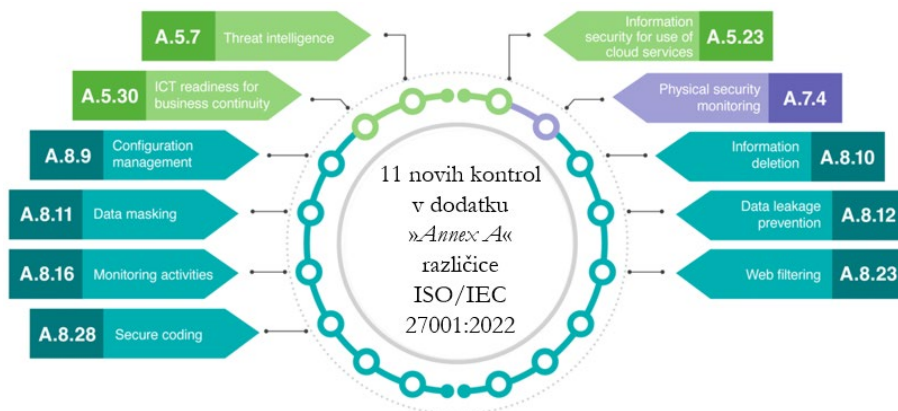 A.5.7
Threat intelligence
A.5.30
ICT readiness for
business continuity
A.8.9
Configuration
management
A.8.11
Data masking
A.8.16
Monitoring activities
A.8.28
Secure coding
11 novih kontrol
v dodatku
»Annex A«
različice
ISO/IEC
27001:2022
Information
security for use of
cloud services
A.5.23
Physical security
monitoring
A.7.4
Information
deletion
A.8.10
Data leakage
prevention
A.8.12
Web filtering
A.8.23